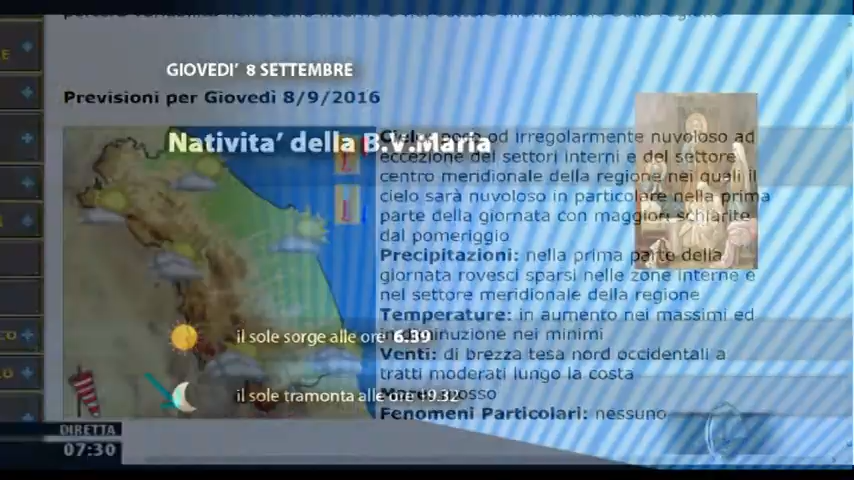 GIOVEDI' 8 SETTEMBRE
Previsioni per Giovedì 8/9/2016
Nativita' della B.V.Maria
od irregolarmente nuvoloso ad
eccezione dei settori interni e del settore
centro meridionale della regione nei quali il
cielo sarà nuvoloso in particolare nella prima
parte della giornata con maggiori schiarite
dal pomeriggio
Precipitazioni: nella prima parte della
giornata rovesci sparsi nelle zone interne e
nel settore meridionale della regione
Temperature: in aumento nei massimi ed
in diminuzione nei minimi
il sole sorge alle ore 6.39
Venti: di brezza tesa nord occidentali a
tratti moderati lungo la costa
il sole tramonta alle ore 19.32
Mare: mosso
Fenomeni Particolari: nessuno
DIRETTA
07:30